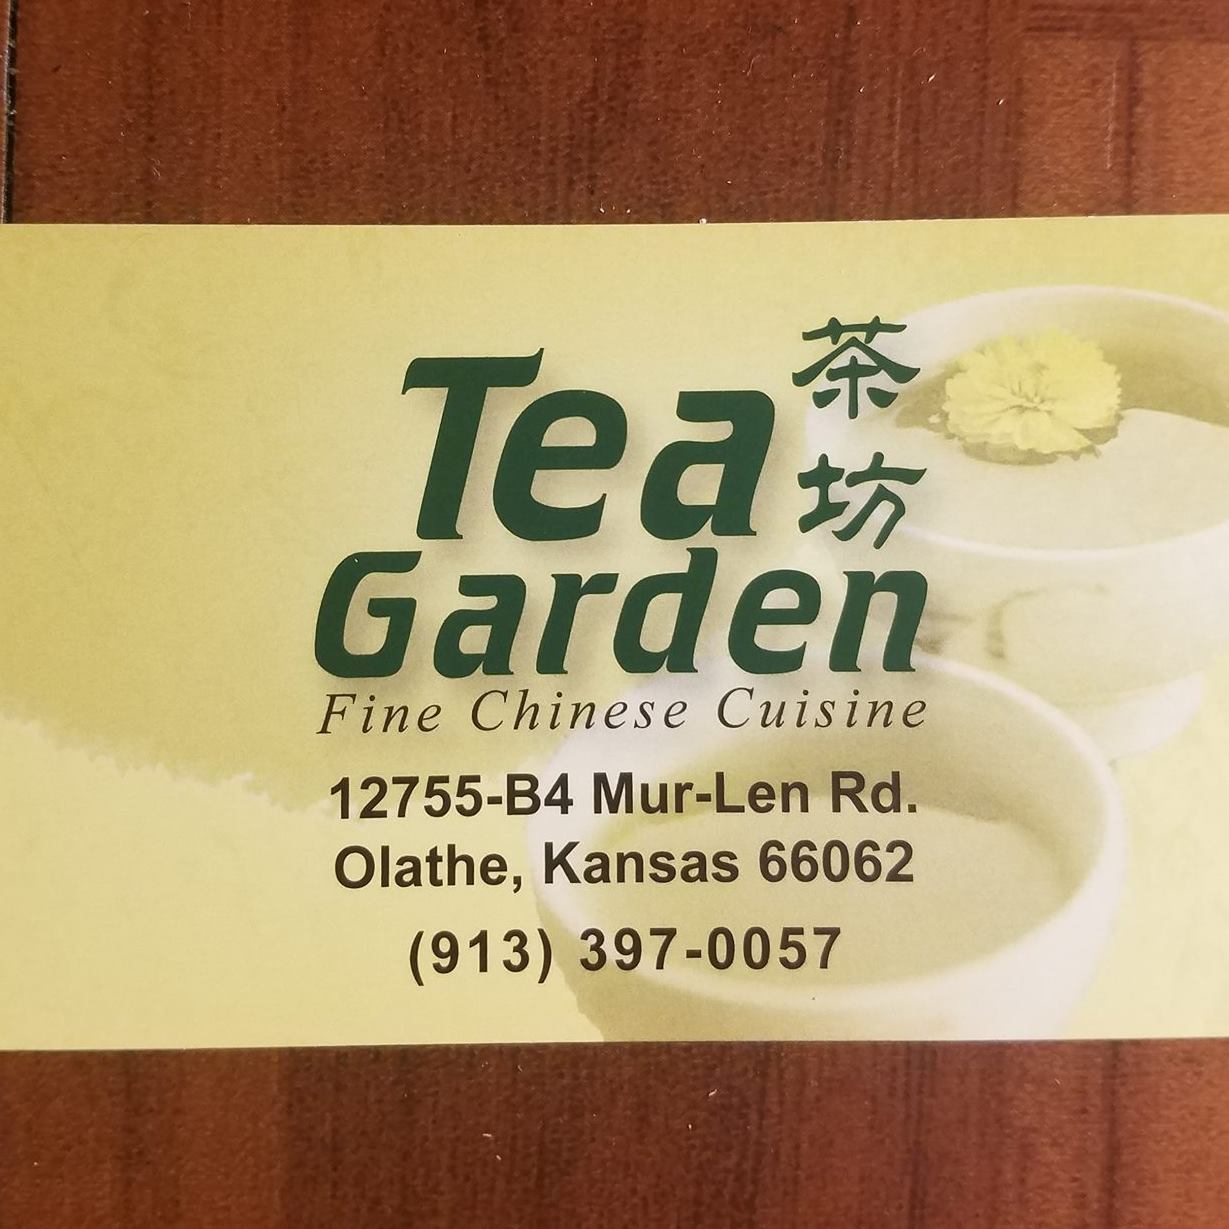 Tea 茶坊
Garden
Fine Chinese Cuisine
12755-B4 Mur-Len Rd.
Olathe, Kansas 66062
(913) 397-0057